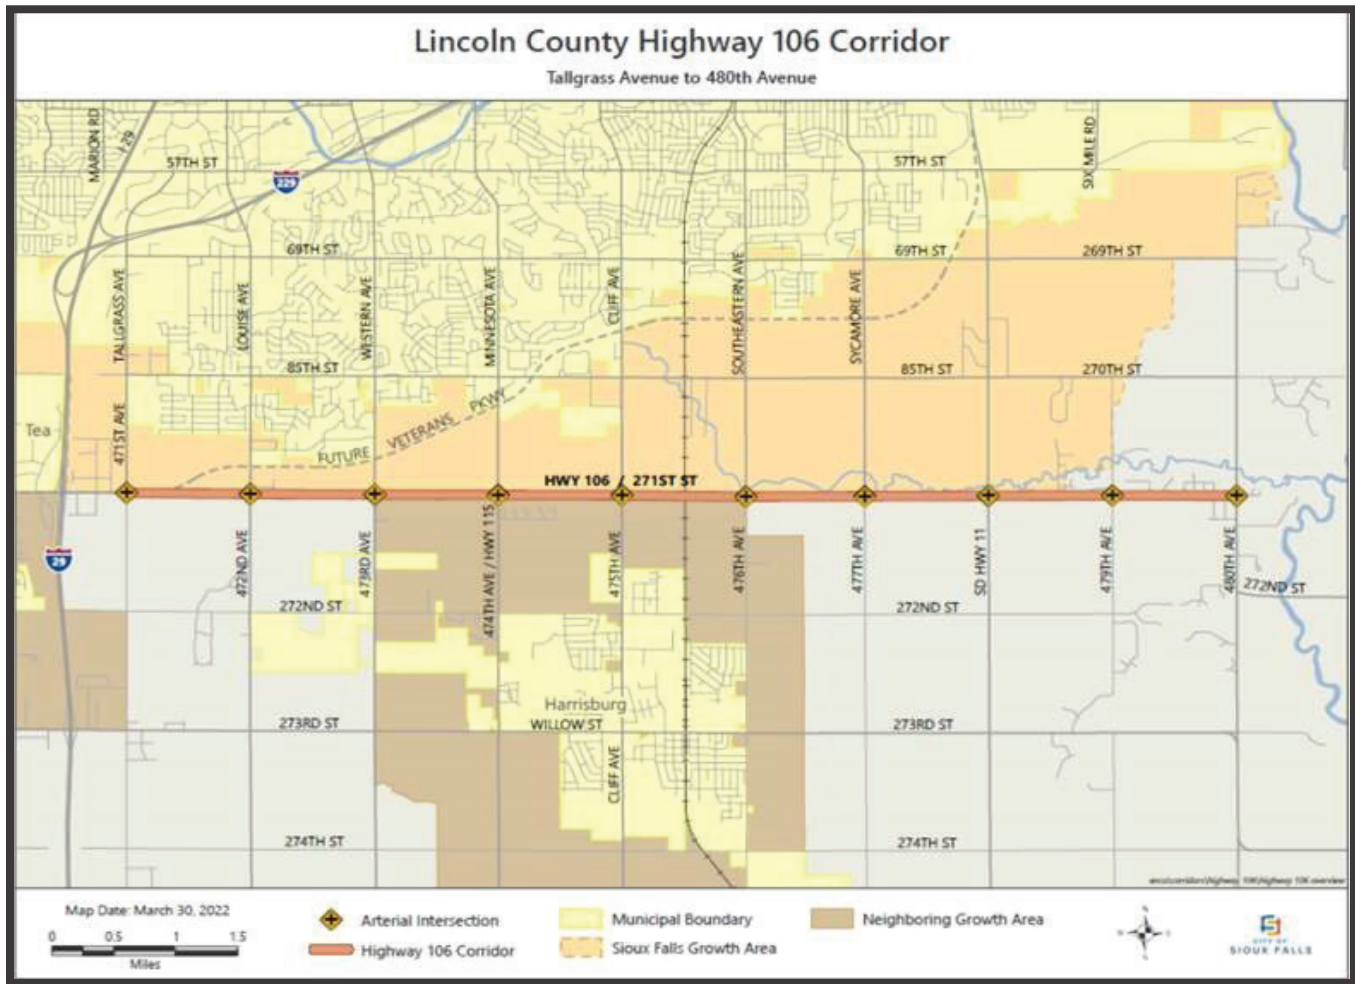 Lincoln County Highway 106 Corridor
Tallgrass Avenue to 480th Avenue
MARION RD
I 29
57TH ST
229
57TH ST
SIX MILE RD
69TH ST
69TH ST
269TH ST
TALLGRASS AVE
LOUISE AVE
WESTERN AVE
MINNESOTA AVE
CLIFF AVE
SOUTHEASTERN AVE
SYCAMORE AVE
85TH ST
85TH ST
270TH ST
Tea
471ST AVE
FUTURE VETERANS PKWY
HWY 106 / 271ST ST
29
472ND AVE
473RD AVE
474TH AVE / HWY 115
475TH AVE
476TH AVE
477TH AVE
SD HWY 11
479TH AVE
480TH AVE
272ND ST
272ND ST
272ND ST
Harrisburg
273RD ST
WILLOW ST
273RD ST
CLIFF AVE
274TH ST
274TH ST
Map Date: March 30, 2022
0 0.5 1 1.5
Miles
Arterial Intersection
Highway 106 Corridor
Municipal Boundary
Sioux Falls Growth Area
Neighboring Growth Area
CITY OF
SIOUX FALLS